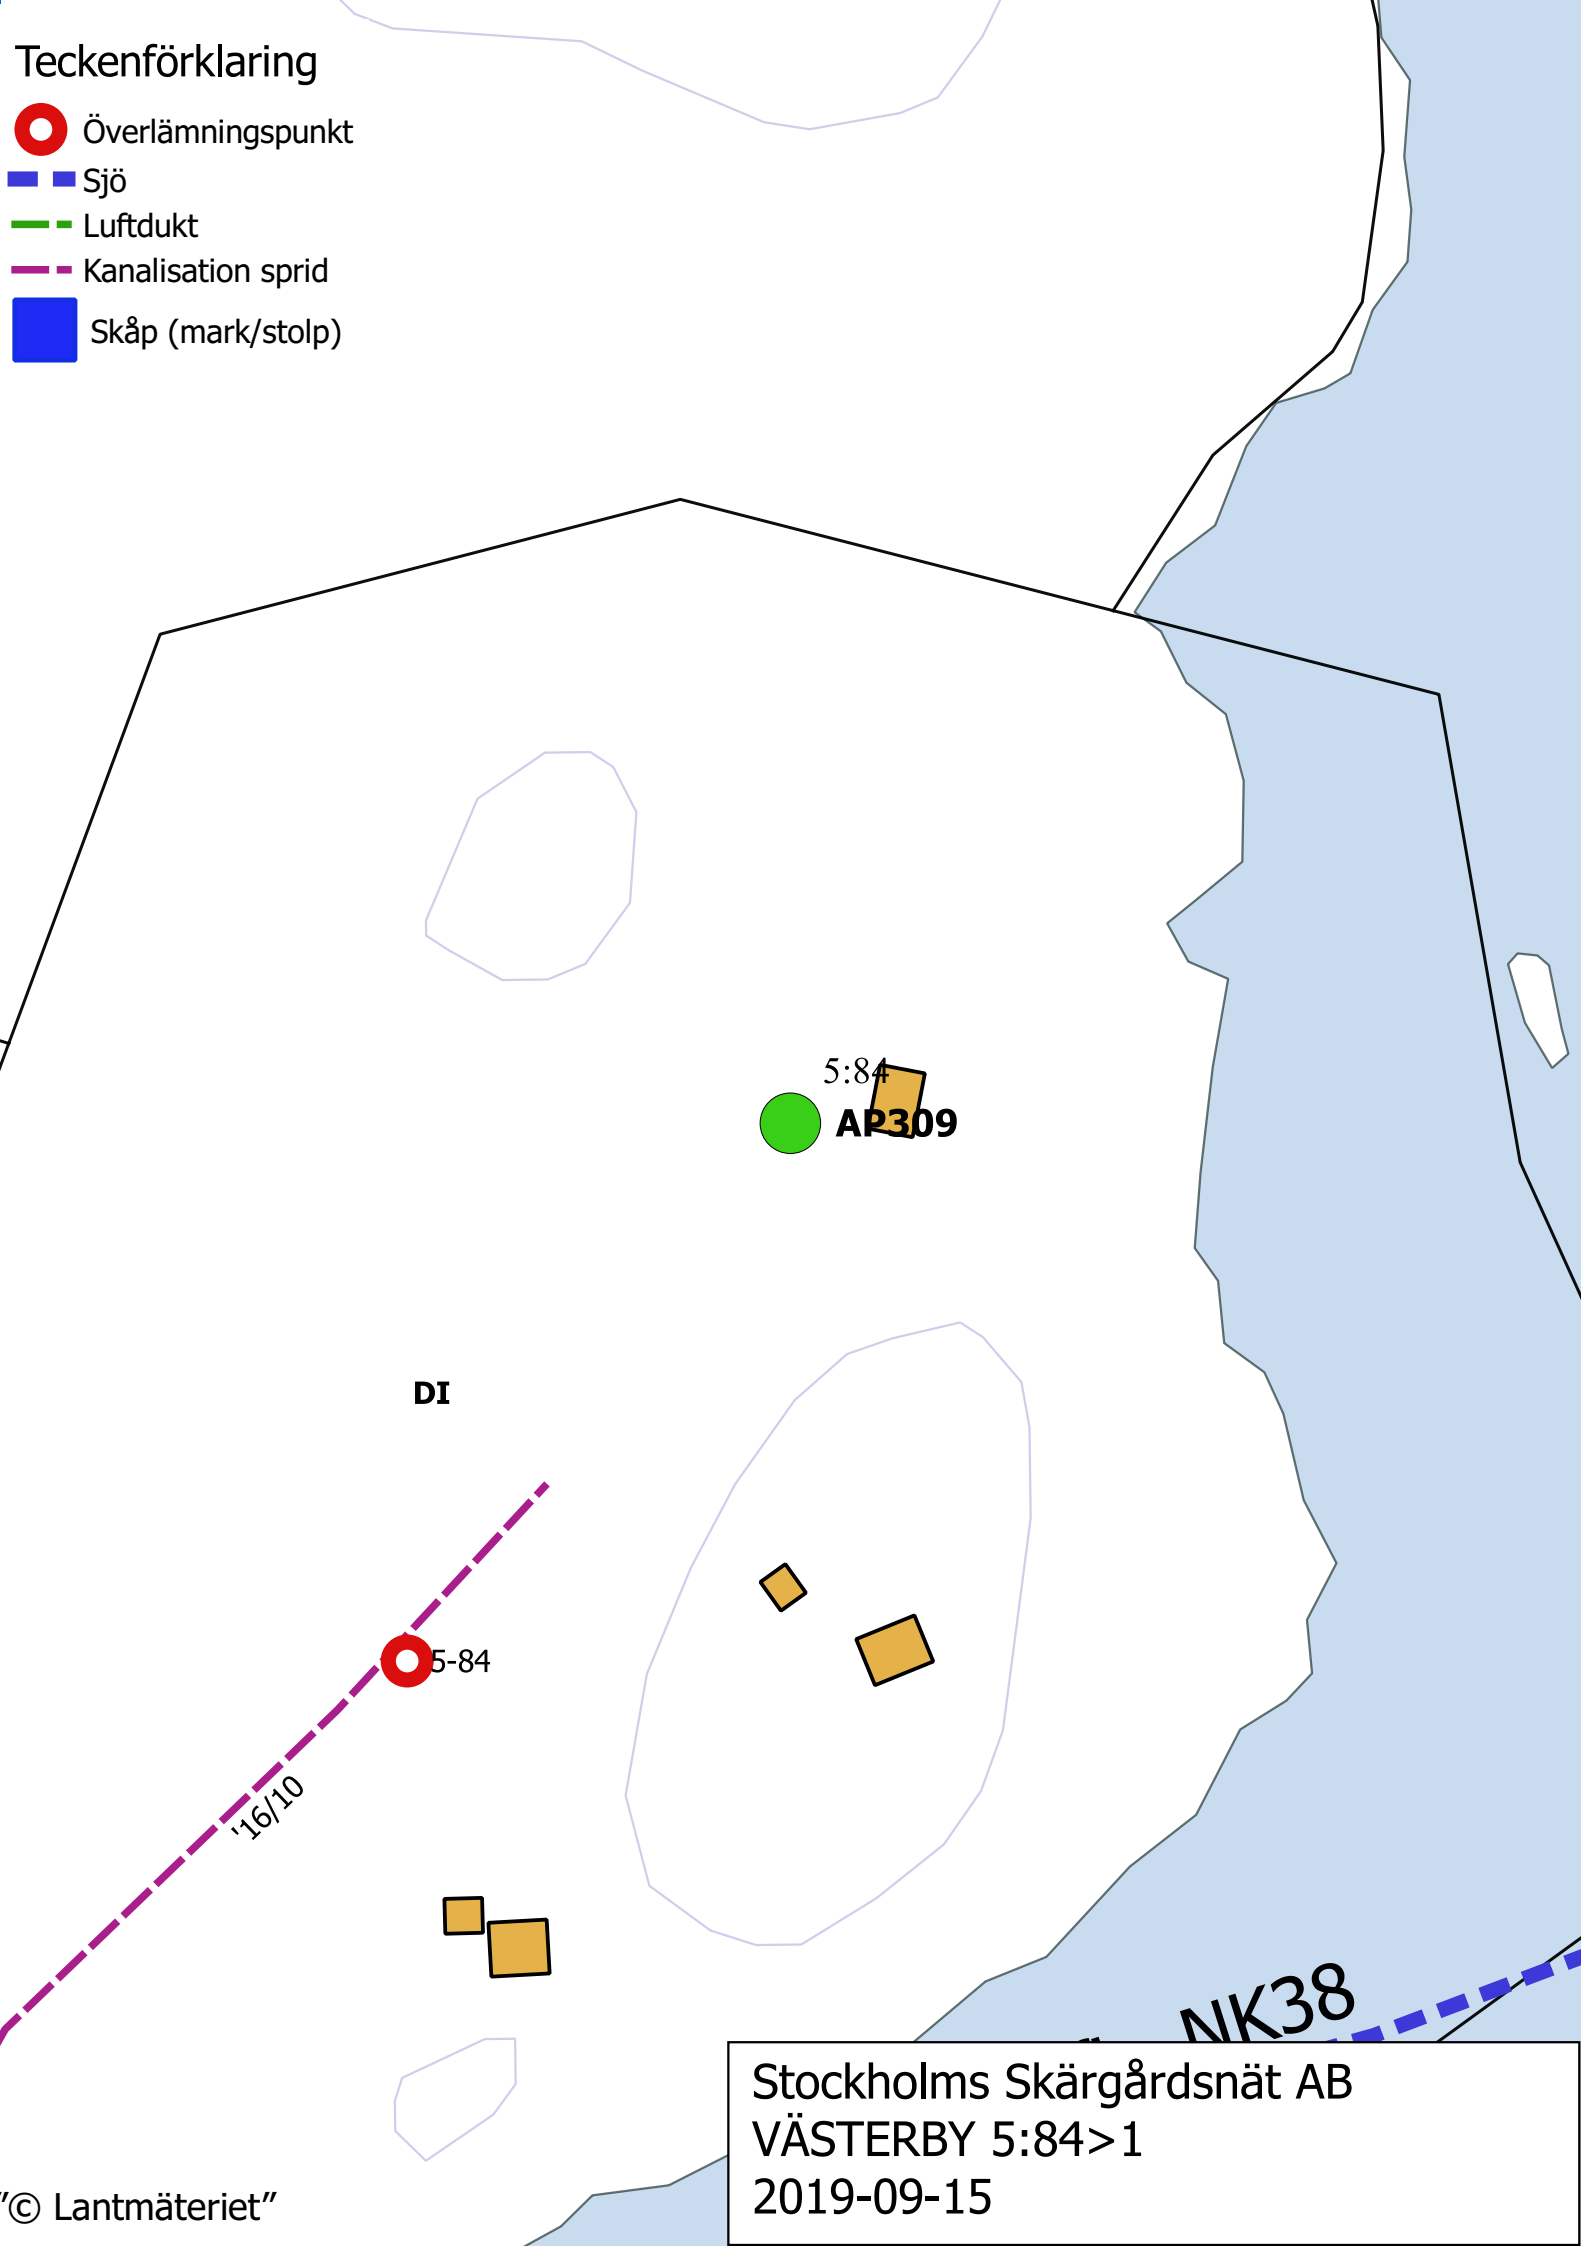 Teckenförklaring
Överlämningspunkt
Sjö
Luftdukt
Kanalisation sprid
Skåp (mark/stolp)
5:84
AP309
DI
5-84
'16/10
NK38
Stockholms Skärgårdsnät AB
VÄSTERBY 5:84>1
2019-09-15
"© Lantmäteriet"